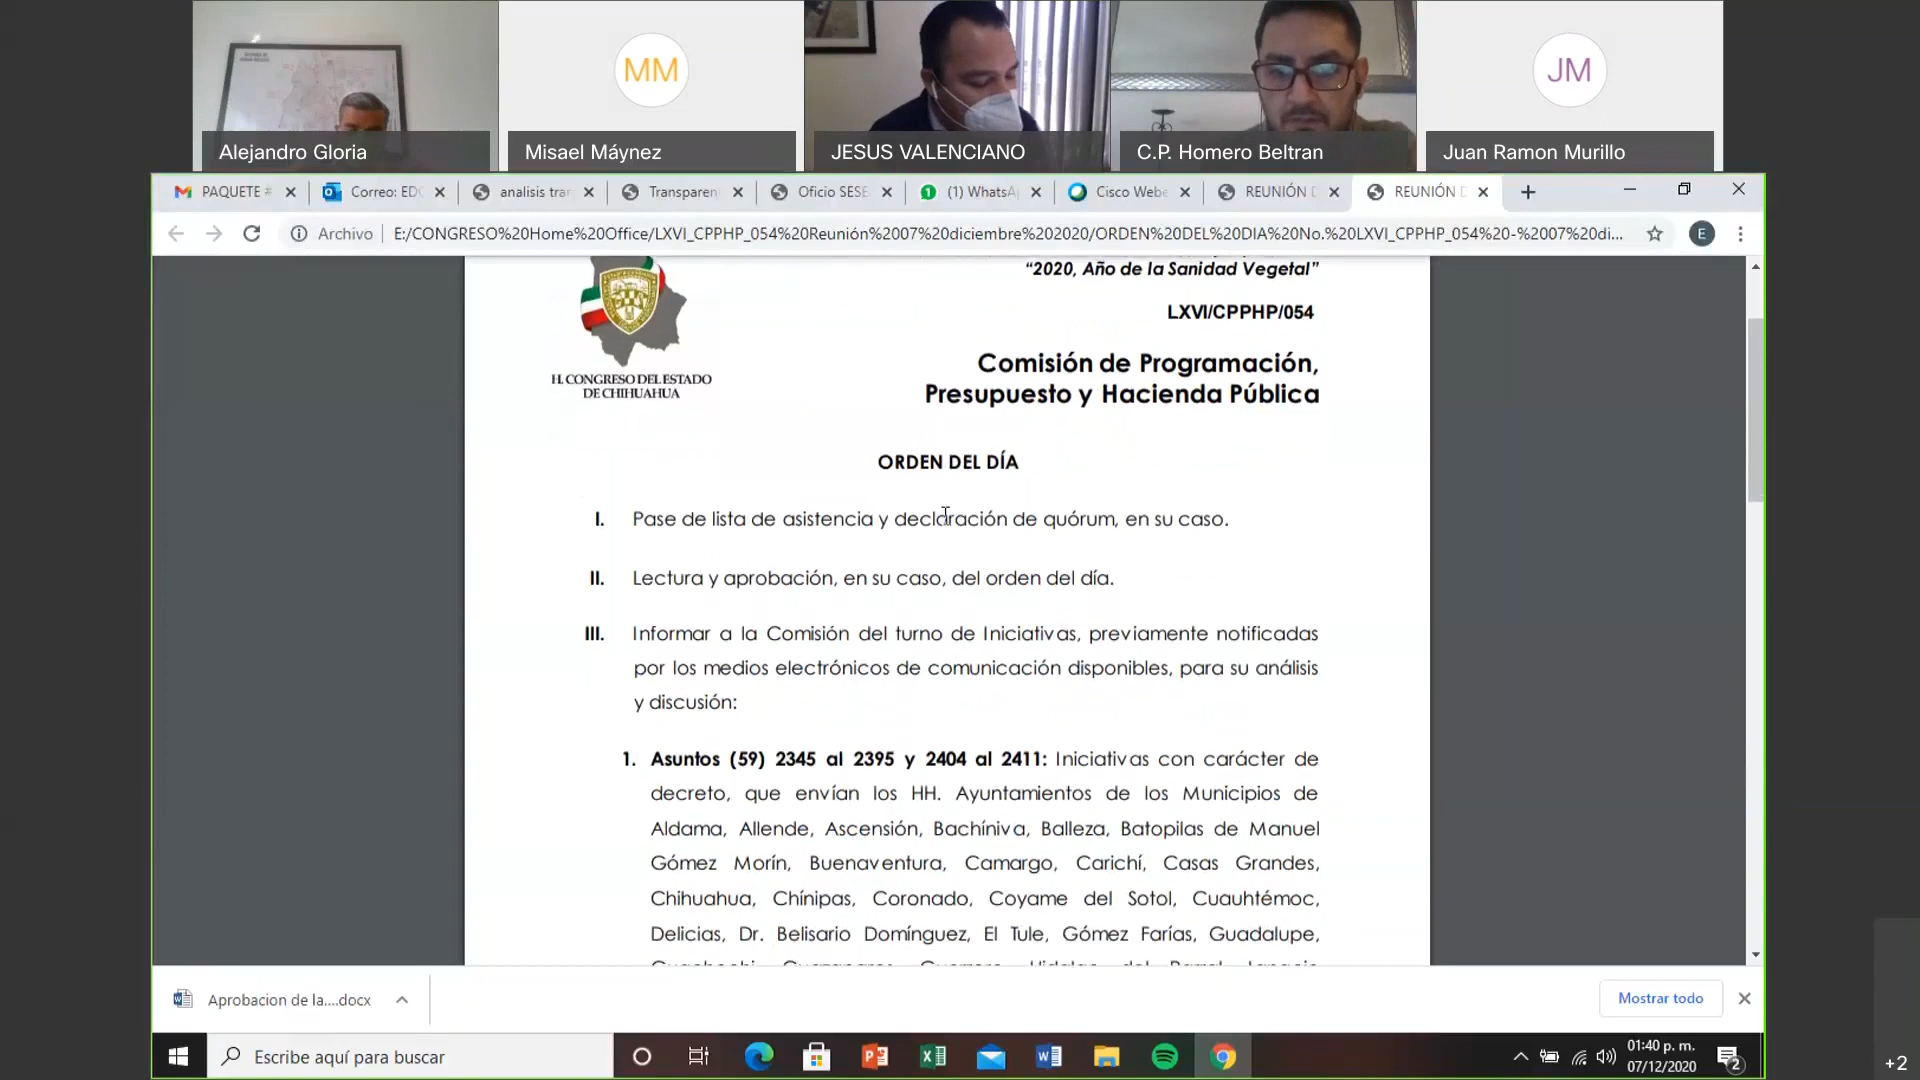 MM
JM
Alejandro Gloria
Misael Máynez
JESUS VALENCIANO
C.P. Homero Beltran
Juan Ramon Murillo
PAQUETE #
Correo: EDG
analisis tran
Transparen
Oficio SESE
(1) WhatsA
Cisco Webe
REUNIÓN D
REUNIÓN D
Archivo
E:/CONGRESO%20Home%20Office/LXVI_CPPHP_054%20Reunión%2007%20diciembre%202020/ORDEN%20DEL%20DIA%20No.%20LXVI_CPPHP_054%20-%2007%20di...
E
“2020, Año de la Sanidad Vegetal”
LXVI/CPPHP/054
H. CONGRESO DEL ESTADO
DE CHIHUAHUA
Comisión de Programación,
Presupuesto y Hacienda Pública
ORDEN DEL DÍA
I. Pase de lista de asistencia y declaración de quórum, en su caso.
II. Lectura y aprobación, en su caso, del orden del día.
III. Informar a la Comisión del turno de Iniciativas, previamente notificadas
por los medios electrónicos de comunicación disponibles, para su análisis
y discusión:
1. Asuntos (59) 2345 al 2395 y 2404 al 2411: Iniciativas con carácter de
decreto, que envían los HH. Ayuntamientos de los Municipios de
Aldama, Allende, Ascensión, Bachíniva, Balleza, Batopilas de Manuel
Gómez Morín, Buenaventura, Camargo, Carichí, Casas Grandes,
Chihuahua, Chínipas, Coronado, Coyame del Sotol, Cuauhtémoc,
Delicias, Dr. Belisario Domínguez, El Tule, Gómez Farías, Guadalupe,
Aprobacion de la....docx
Mostrar todo
Escribe aquí para buscar
01:40 p. m.
07/12/2020
2
+2